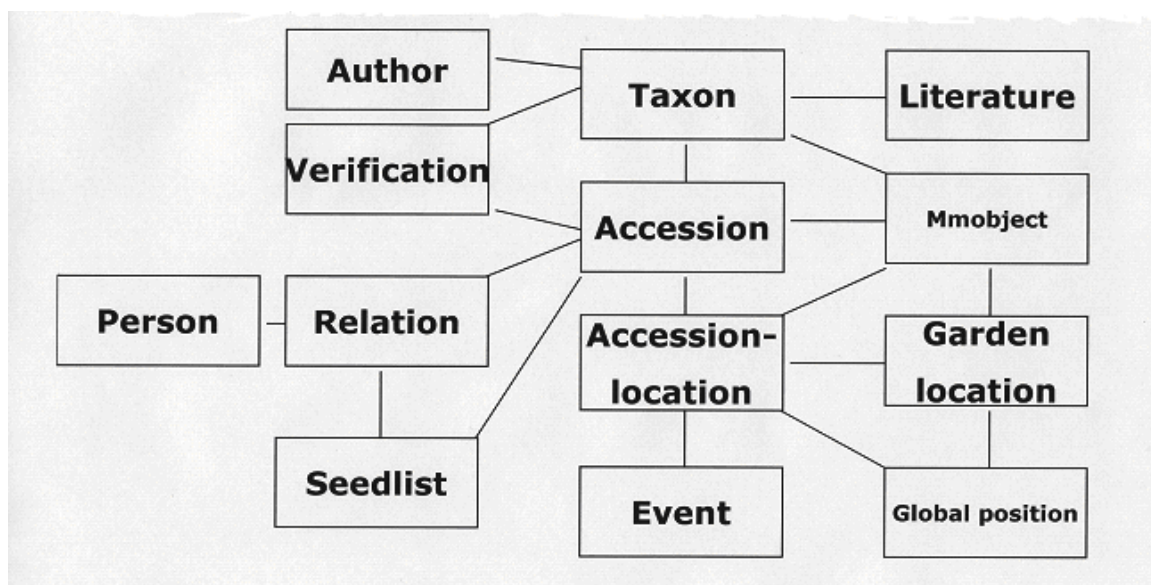 Author
Taxon
Literature
Verification
Accession
Mmobject
Person
Relation
Accession-
location
Garden
location
Seedlist
Event
Global position